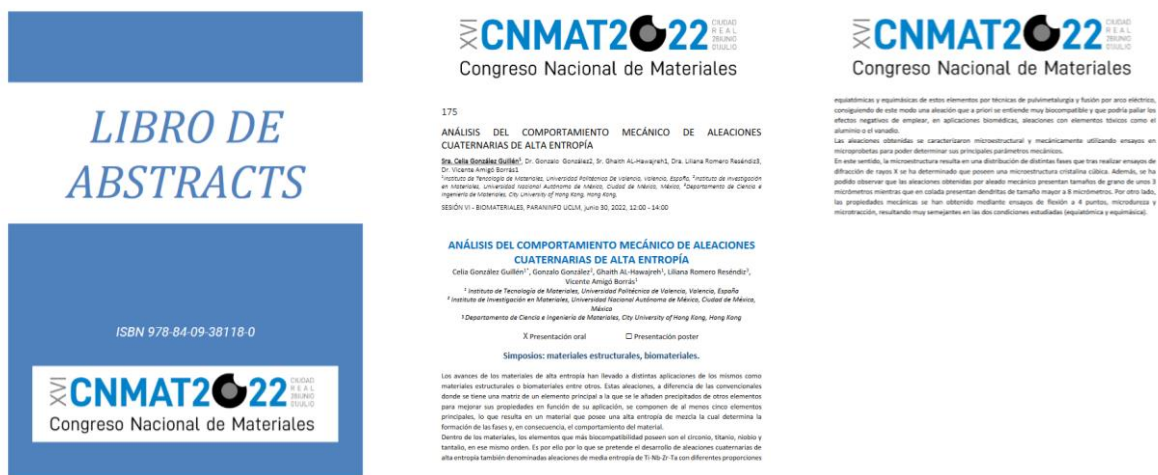 LIBRO DE
ABSTRACTS
ISBN 978-84-09-38118-0
XVI CNMAT2022 CIUDAD REAL 28JUNIO 01JULIO
Congreso Nacional de Materiales
XVI CNMAT2022 CIUDAD REAL 28JUNIO 01JULIO
Congreso Nacional de Materiales
175
ANÁLISIS DEL COMPORTAMIENTO MECÁNICO DE ALEACIONES
CUATERNARIAS DE ALTA ENTROPÍA
Sra. Celia González Guillén1, Dr. Gonzalo González2, Sr. Ghaith AL-Hawajreh1, Dra. Liliana Romero Reséndiz3,
Dr. Vicente Amigó Borrás1
1Instituto de Tecnología de Materiales, Universidad Politécnica De Valencia, Valencia, España, 2Instituto de Investigación
en Materiales, Universidad Nacional Autónoma de México, Ciudad de México, México, 3Departamento de Ciencia e
Ingeniería de Materiales, City University of Hong Kong, Hong Kong
SESIÓN VI - BIOMATERIALES, PARANINFO UCLM, junio 30, 2022, 12:00 - 14:00
ANÁLISIS DEL COMPORTAMIENTO MECÁNICO DE ALEACIONES
CUATERNARIAS DE ALTA ENTROPÍA
Celia González Guillén1*, Gonzalo González2, Ghaith AL-Hawajreh1, Liliana Romero Reséndiz3,
Vicente Amigó Borrás1
1 Instituto de Tecnología de Materiales, Universidad Politécnica de Valencia, Valencia, España
2 Instituto de Investigación en Materiales, Universidad Nacional Autónoma de México, Ciudad de México,
México
3 Departamento de Ciencia e Ingeniería de Materiales, City University of Hong Kong, Hong Kong
X Presentación oral ☐ Presentación poster
Simposios: materiales estructurales, biomateriales.
Los avances de los materiales de alta entropía han llevado a distintas aplicaciones de los mismos como
materiales estructurales o biomateriales entre otros. Estas aleaciones, a diferencia de las convencionales
donde se tiene una matriz de un elemento principal a la que se le añaden precipitados de otros elementos
para mejorar sus propiedades en función de su aplicación, se componen de al menos cinco elementos
principales, lo que resulta en un material que posee una alta entropía de mezcla la cual determina la
formación de las fases y, en consecuencia, el comportamiento del material.
Dentro de los materiales, los elementos que más biocompatibilidad poseen son el zirconio, titanio, niobio y
tantalio, en ese mismo orden. Es por ello por lo que se pretende el desarrollo de aleaciones cuaternarias de
alta entropía también denominadas aleaciones de media entropía de Ti-Nb-Zr-Ta con diferentes proporciones
XVI CNMAT2022 CIUDAD REAL 28JUNIO 01JULIO
Congreso Nacional de Materiales
equiatómicas y equimásicas de estos elementos por técnicas de pulvimetalurgia y fusión por arco eléctrico,
consiguiendo de este modo una aleación que a priori se entiende muy biocompatible y que podría paliar los
efectos negativos de emplear, en aplicaciones biomédicas, aleaciones con elementos tóxicos como el
aluminio o el vanadio.
Las aleaciones obtenidas se caracterizaron microestructural y mecánicamente utilizando ensayos en
microprobetas para poder determinar sus principales parámetros mecánicos.
En este sentido, la microestructura resulta en una distribución de distintas fases que tras realizar ensayos de
difracción de rayos X se ha determinado que poseen una microestructura cristalina cúbica. Además, se ha
podido observar que las aleaciones obtenidas por aleado mecánico presentan tamaños de grano de unos 3
micrómetros mientras que en colada presentan dendritas de tamaño mayor a 8 micrómetros. Por otro lado,
las propiedades mecánicas se han obtenido mediante ensayos de flexión a 4 puntos, microdureza y
microtracción, resultando muy semejantes en las dos condiciones estudiadas (equiatómica y equimásica).